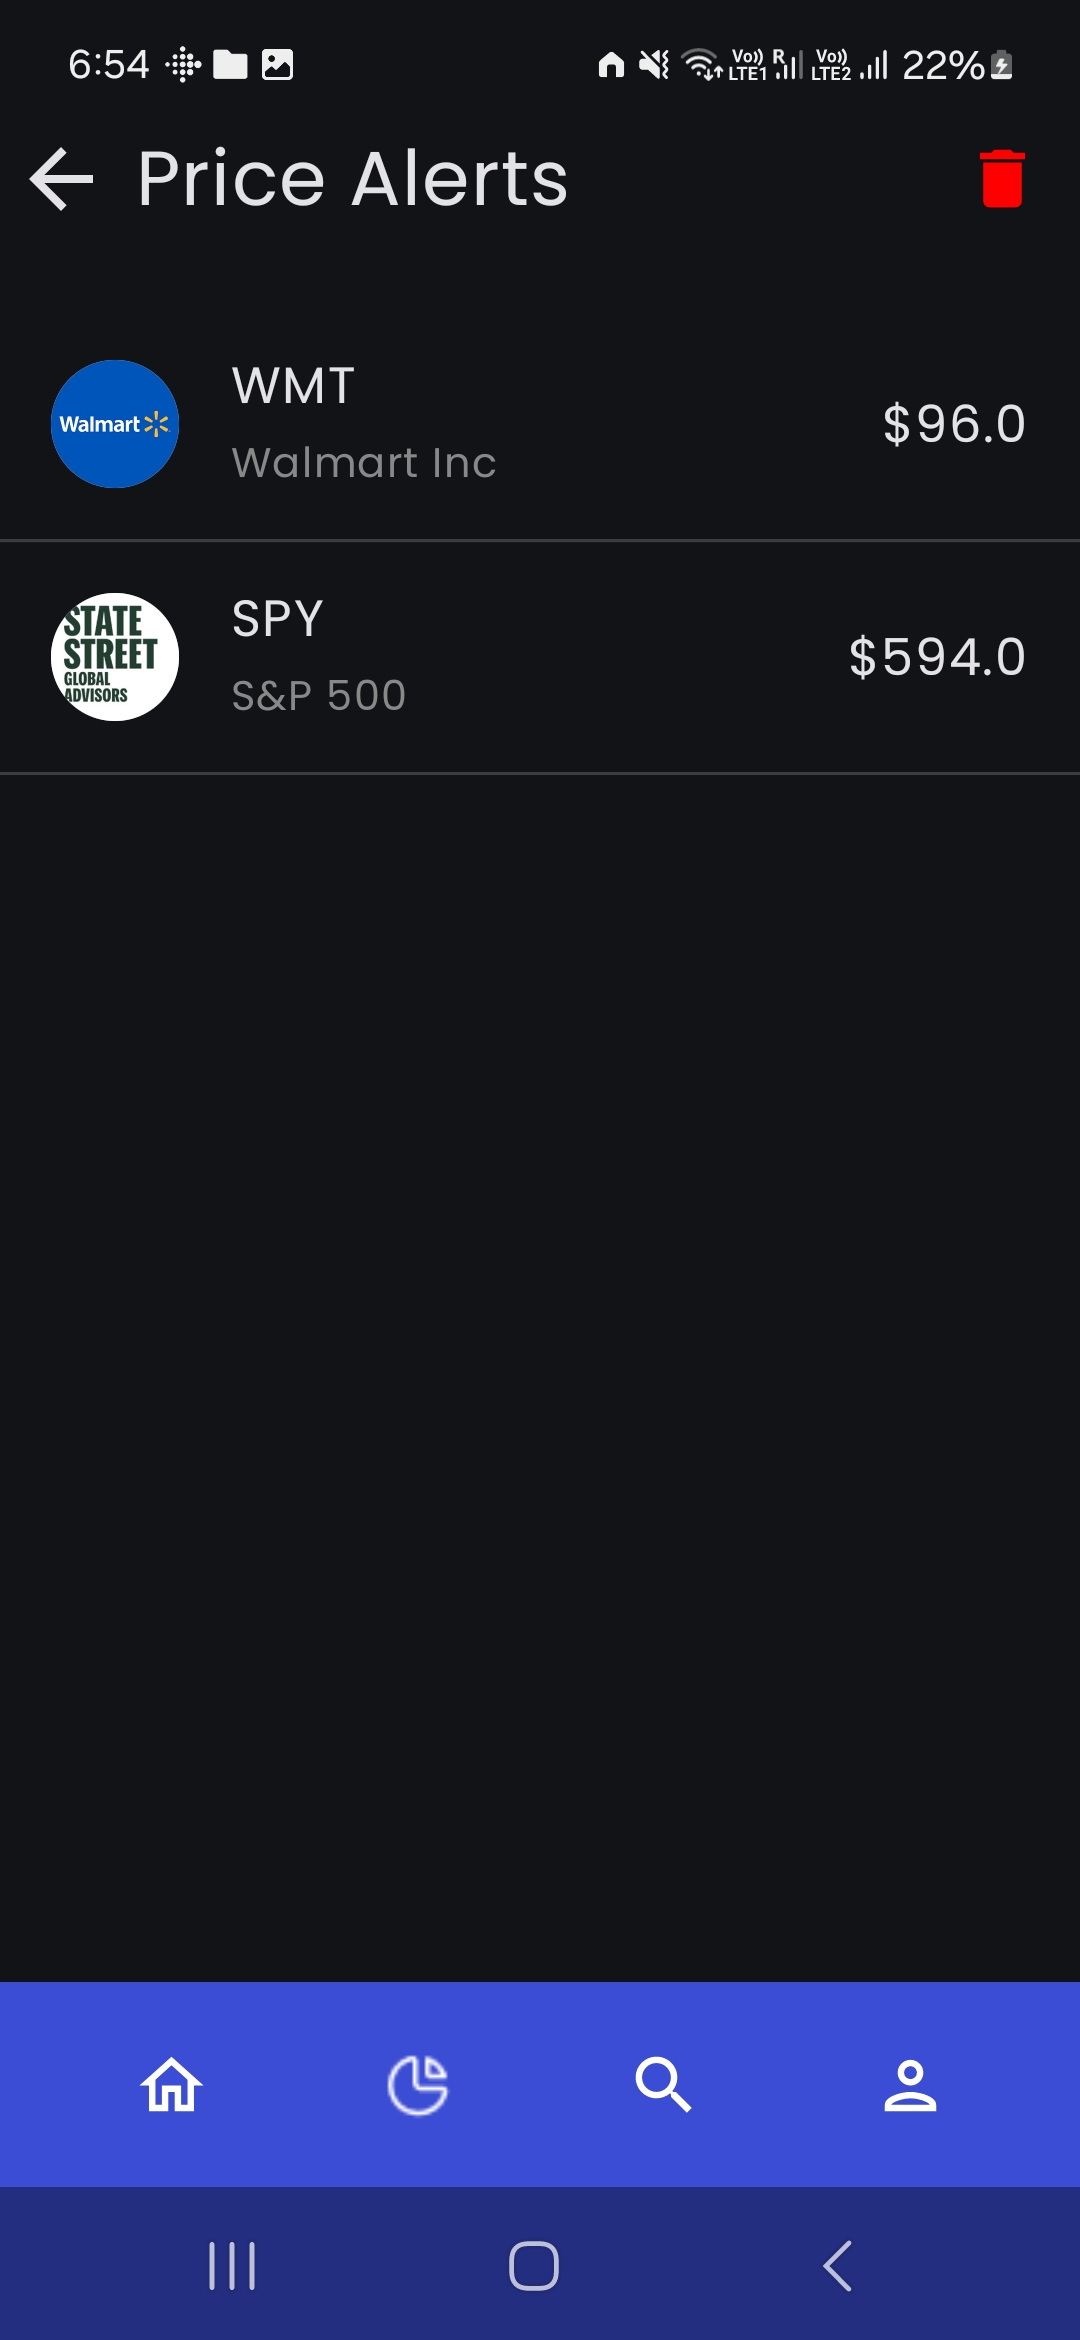 6:54
Vo)) LTE1 R Vo)) LTE2 22%
Price Alerts
Walmart
WMT
Walmart Inc
$96.0
STATE
STREET
GLOBAL
ADVISORS
SPY
S&P 500
$594.0